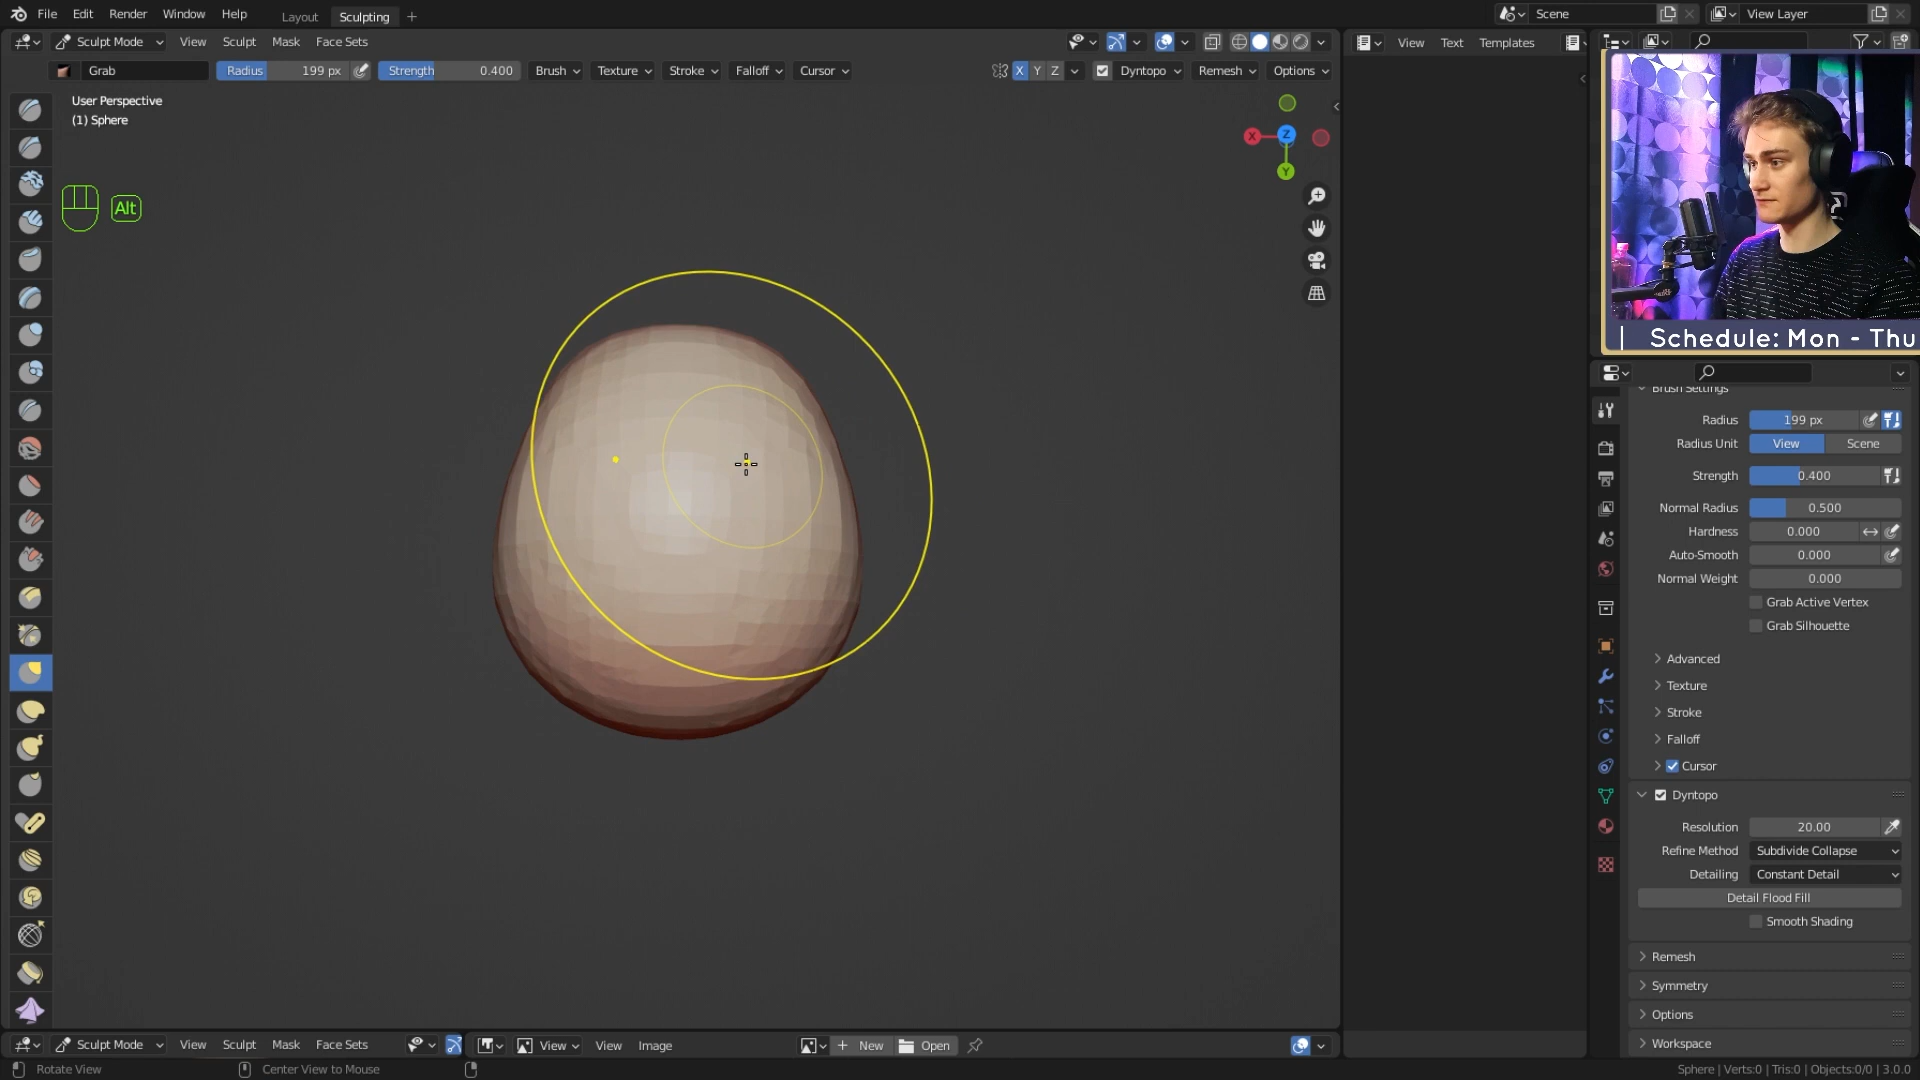 File Edit Render Window Help Layout Sculpting + Scene View Layer
Sculpt Mode View Sculpt Mask Face Sets View Text Templates
Grab Radius 199 px Strength 0.400 Brush Texture Stroke Falloff Cursor X Y Z Dyntopo Remesh Options
User Perspective
(1) Sphere
X Z
Y
Alt
| Schedule: Mon - Thu
Brush Settings
Radius 199 px
Radius Unit View Scene
Strength 0.400
Normal Radius 0.500
Hardness 0.000
Auto-Smooth 0.000
Normal Weight 0.000
Grab Active Vertex
Grab Silhouette
Advanced
Texture
Stroke
Falloff
Cursor
Dyntopo
Resolution 20.00
Refine Method Subdivide Collapse
Detailing Constant Detail
Detail Flood Fill
Smooth Shading
Remesh
Symmetry
Options
Workspace
Sculpt Mode View Sculpt Mask Face Sets View View Image + New Open
Rotate View Center View to Mouse Sphere | Verts:0 | Tris:0 | Objects:0/0 | 3.0.0